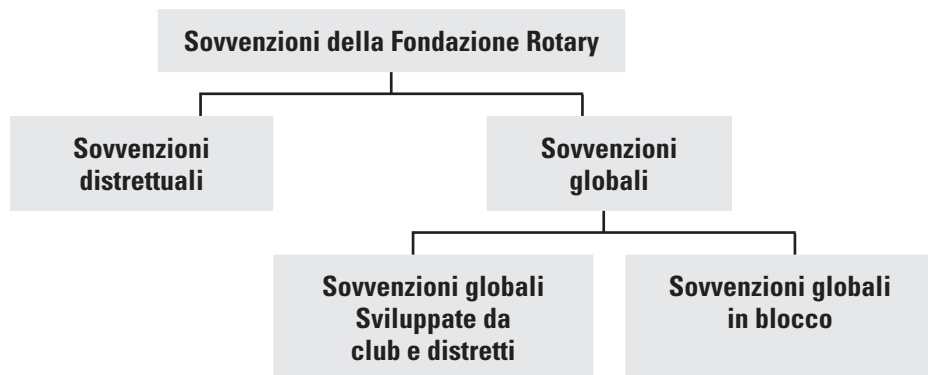 Sovvenzioni della Fondazione Rotary
Sovvenzioni
distrettuali
Sovvenzioni
globali
Sovvenzioni globali
Sviluppate da
club e distretti
Sovvenzioni globali
in blocco